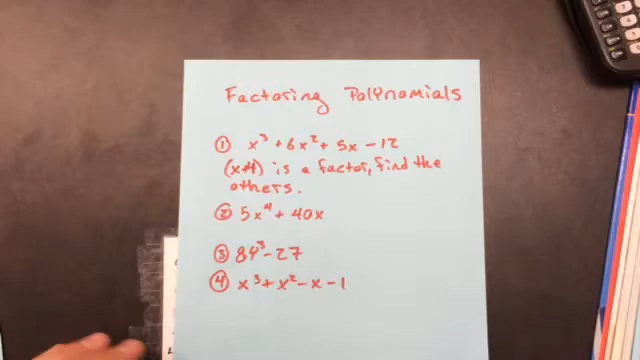 Factoring Polynomials
① x³ + 6x² + 5x - 12
(x+4) is a factor, find the
others.
② 5x⁴ + 40x
③ 8y³ - 27
④ x³ + x² - x - 1